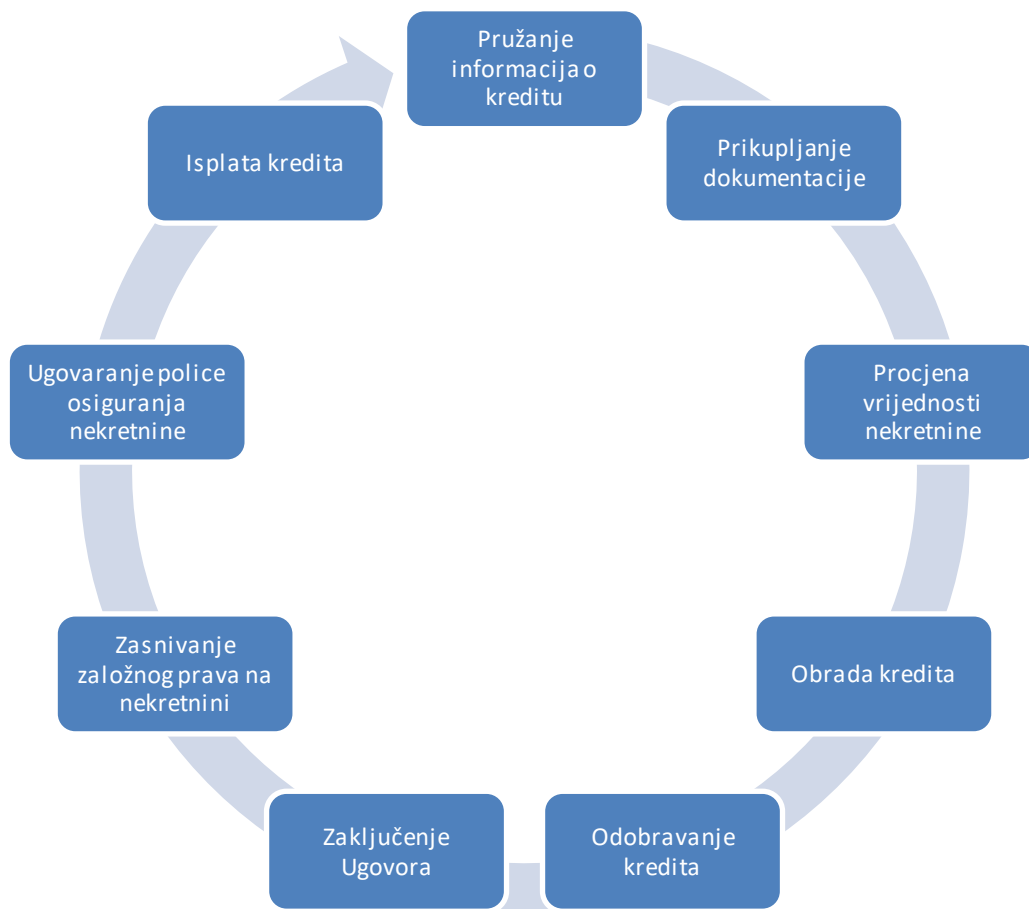 Pružanje
informacija o
kreditu
Prikupljanje
dokumentacije
Procjena
vrijednosti
nekretnine
Obrada kredita
Odobravanje
kredita
Zaključenje
Ugovora
Zasnivanje
založnog prava na
nekretnini
Ugovaranje police
osiguranja
nekretnine
Isplata kredita